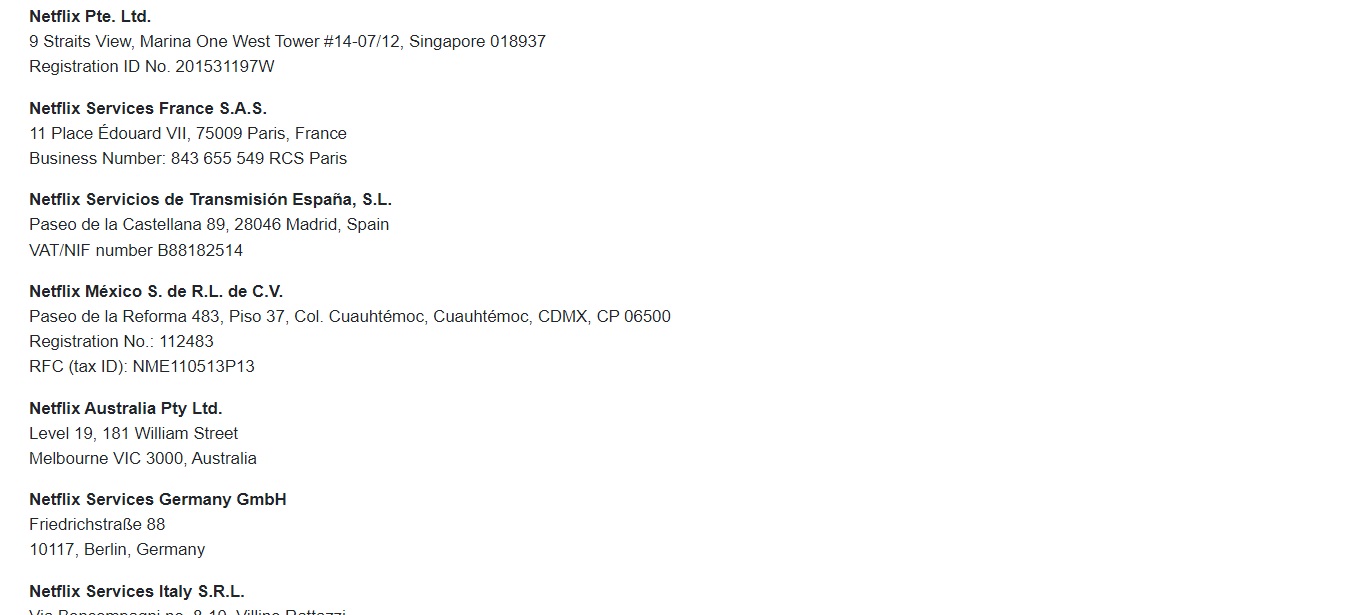 Netflix Pte. Ltd.
9 Straits View, Marina One West Tower #14-07/12, Singapore 018937
Registration ID No. 201531197W
Netflix Services France S.A.S.
11 Place Édouard VII, 75009 Paris, France
Business Number: 843 655 549 RCS Paris
Netflix Servicios de Transmisión España, S.L.
Paseo de la Castellana 89, 28046 Madrid, Spain
VAT/NIF number B88182514
Netflix México S. de R.L. de C.V.
Paseo de la Reforma 483, Piso 37, Col. Cuauhtémoc, Cuauhtémoc, CDMX, CP 06500
Registration No.: 112483
RFC (tax ID): NME110513P13
Netflix Australia Pty Ltd.
Level 19, 181 William Street
Melbourne VIC 3000, Australia
Netflix Services Germany GmbH
Friedrichstraße 88
10117, Berlin, Germany
Netflix Services Italy S.R.L.